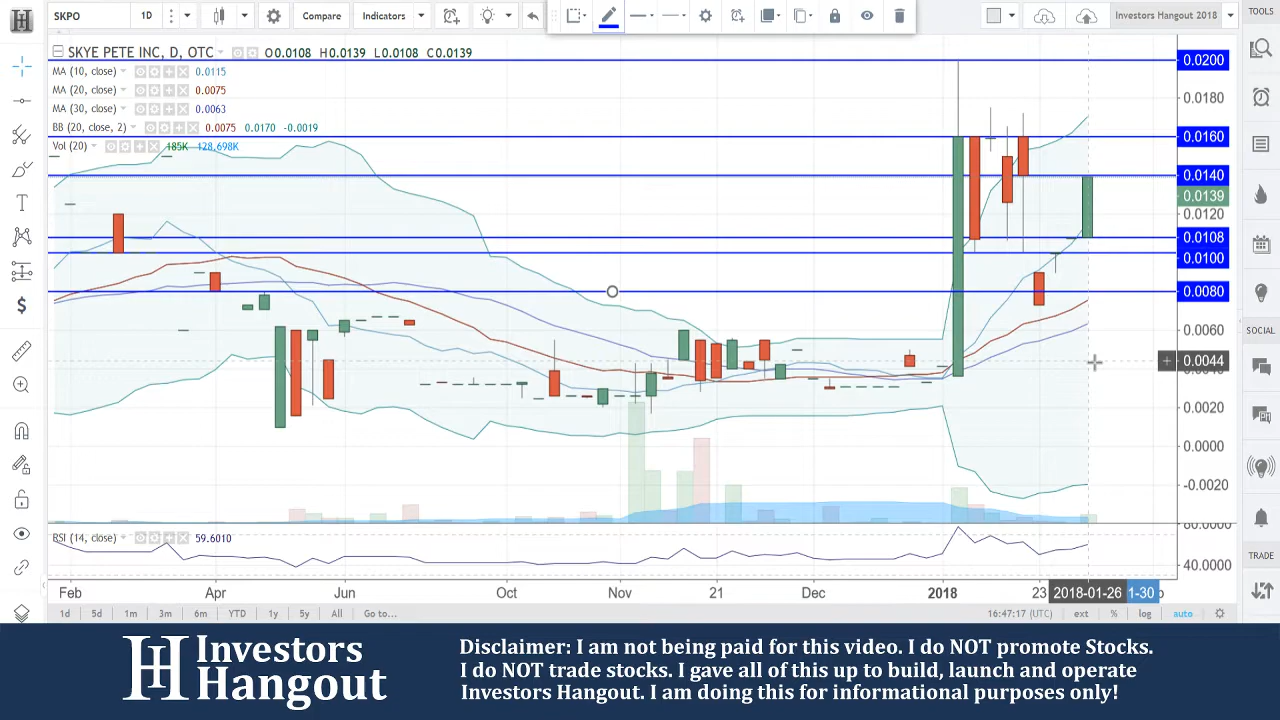 SKPO 1D Compare Indicators Investors Hangout 2018 TOOLS
SKYE PETE INC, D, OTC O0.0108 H0.0139 L0.0108 C0.0139
MA (10, close) 0.0115
MA (20, close) 0.0075
MA (30, close) 0.0063
BB (20, close, 2) 0.0075 0.0170 -0.0019
Vol (20) 185K 128.698K
0.0200
0.0180
0.0160
0.0140
0.0139
0.0120
0.0108
0.0100
0.0080
0.0060
0.0044
0.0020
0.0000
-0.0020
SOCIAL
TRADE
T
$
RSI (14, close) 59.6010
40.0000
Feb Apr Jun Oct Nov 21 Dec 2018 23 2018-01-26 1-30
1d 5d 1m 3m 6m YTD 1y 5y All Go to... 16:47:17 (UTC) ext % log auto
Investors
Hangout
Disclaimer: I am not being paid for this video. I do NOT promote Stocks.
I do NOT trade stocks. I gave all of this up to build, launch and operate
Investors Hangout. I am doing this for informational purposes only!